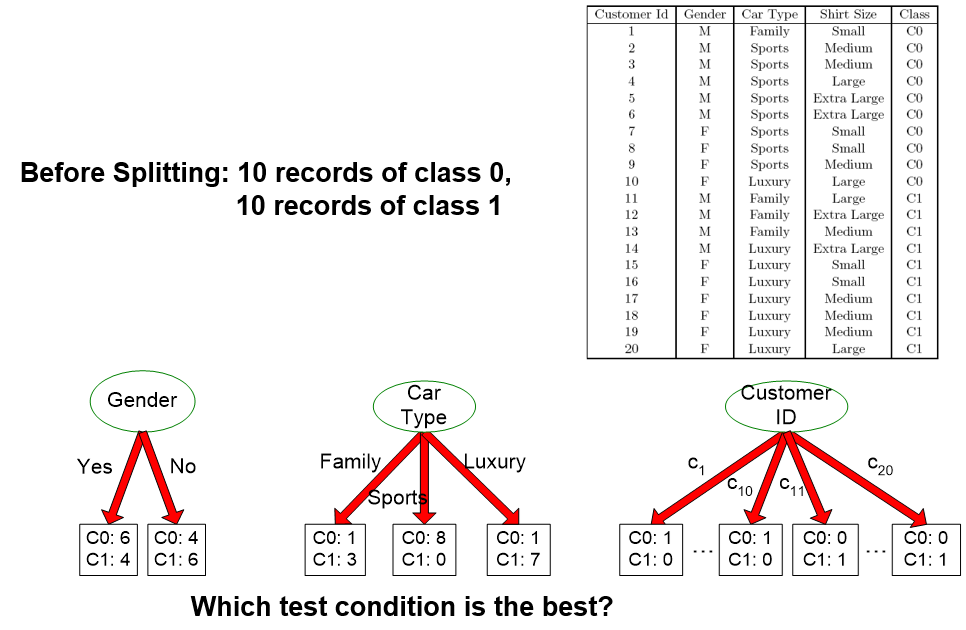 Customer Id Gender Car Type Shirt Size Class
1 M Family Small C0
2 M Sports Medium C0
3 M Sports Medium C0
4 M Sports Large C0
5 M Sports Extra Large C0
6 M Sports Extra Large C0
7 F Sports Small C0
8 F Sports Small C0
9 F Sports Medium C0
10 F Luxury Large C0
11 M Family Large C1
12 M Family Extra Large C1
13 M Family Medium C1
14 M Luxury Extra Large C1
15 F Luxury Small C1
16 F Luxury Small C1
17 F Luxury Medium C1
18 F Luxury Medium C1
19 F Luxury Medium C1
20 F Luxury Large C1
Before Splitting: 10 records of class 0,
10 records of class 1
Gender
Yes No
C0: 6 C0: 4
C1: 4 C1: 6
Car
Type
Family Luxury
Sports
C0: 1 C0: 8 C0: 1
C1: 3 C1: 0 C1: 7
Customer
ID
c1 c10 c11 c20
C0: 1 ... C0: 1 C0: 0 ... C0: 0
C1: 0 C1: 0 C1: 1 C1: 1
Which test condition is the best?